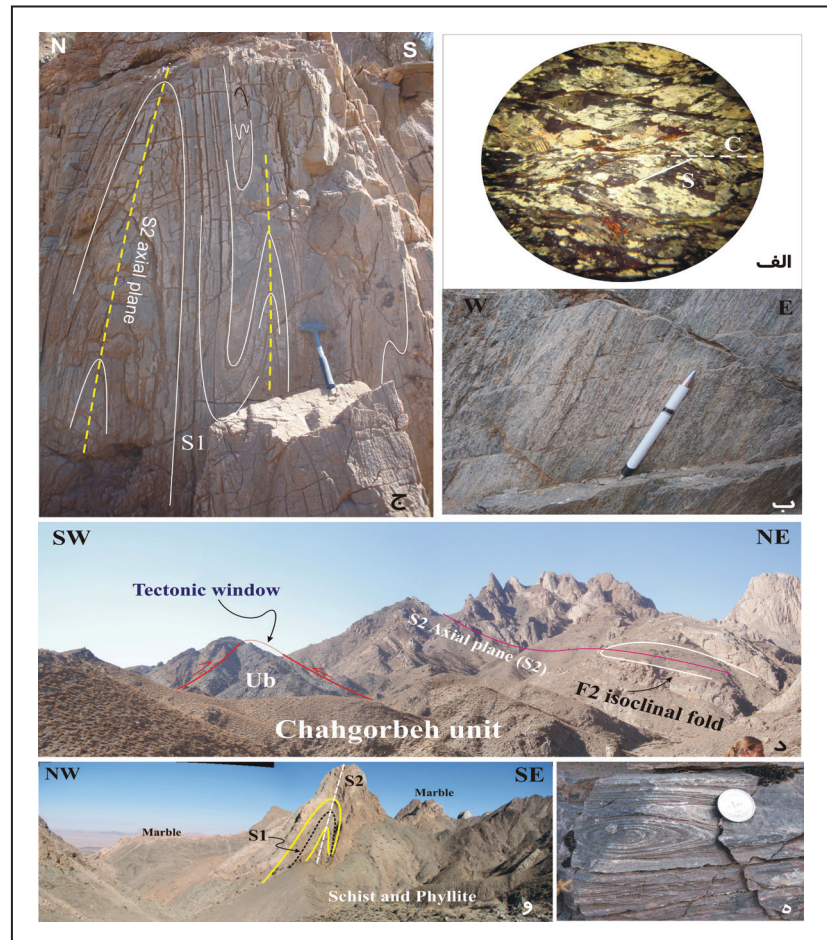 N
S
S2 axial plane
S1
ج
C
S
الف
W
E
ب
SW
NE
Tectonic window
S2 Axial plane (S2)
Ub
F2 isoclinal fold
Chahgorbeh unit
د
NW
SE
S2
Marble
Marble
S1
Schist and Phyllite
و
ه